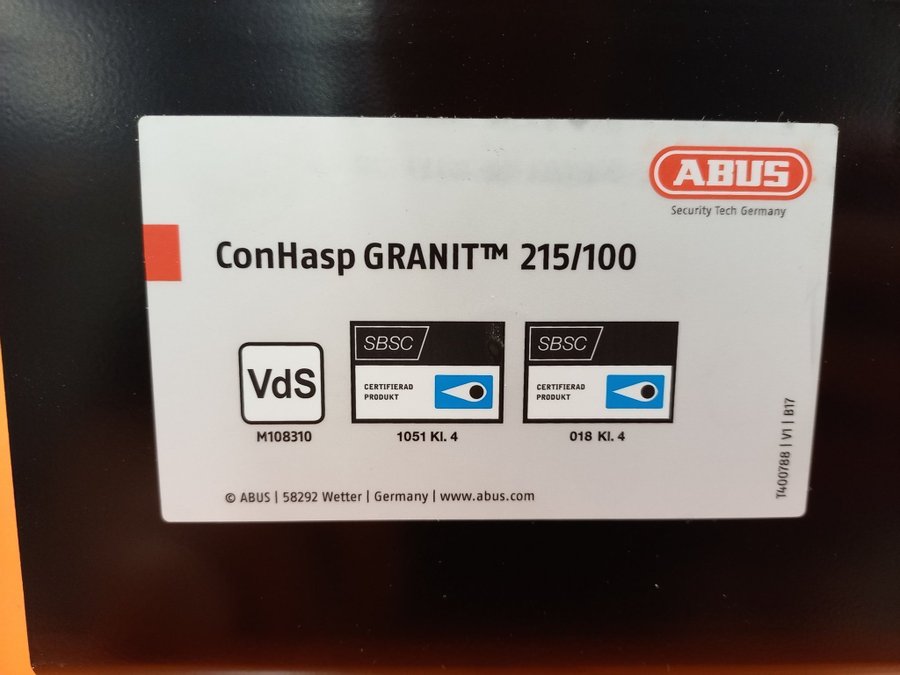 ABUS
Security Tech Germany
ConHasp GRANIT™ 215/100
VdS
M108310
SBSC
CERTIFIERAD
PRODUKT
1051 Kl. 4
SBSC
CERTIFIERAD
PRODUKT
018 Kl. 4
T400788 | V1 | B17
© ABUS | 58292 Wetter | Germany | www.abus.com